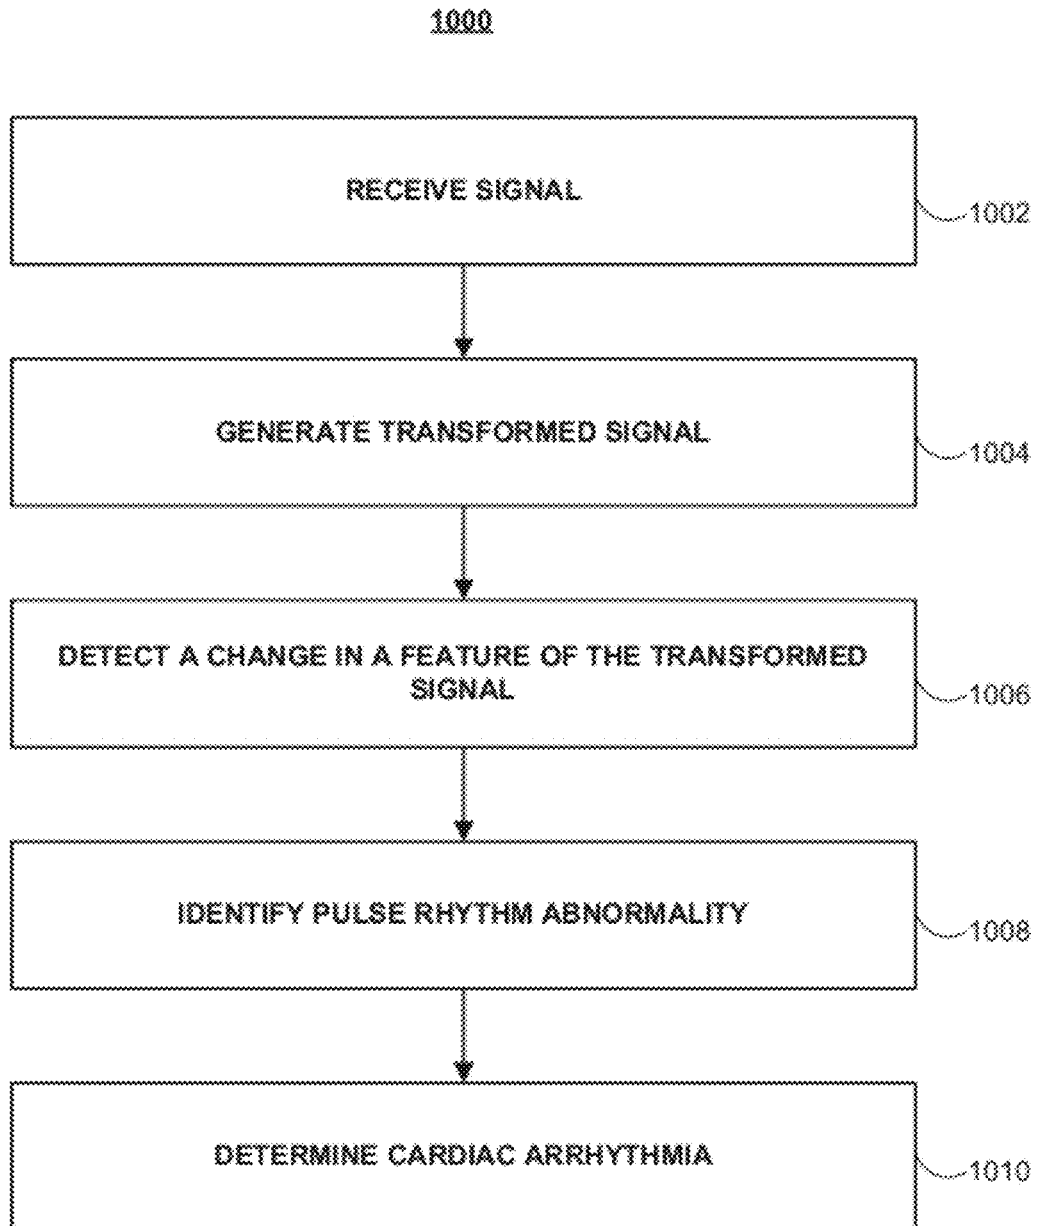 1000
RECEIVE SIGNAL
1002
GENERATE TRANSFORMED SIGNAL
1004
DETECT A CHANGE IN A FEATURE OF THE TRANSFORMED
SIGNAL
1006
IDENTIFY PULSE RHYTHM ABNORMALITY
1008
DETERMINE CARDIAC ARRHYTHMIA
1010